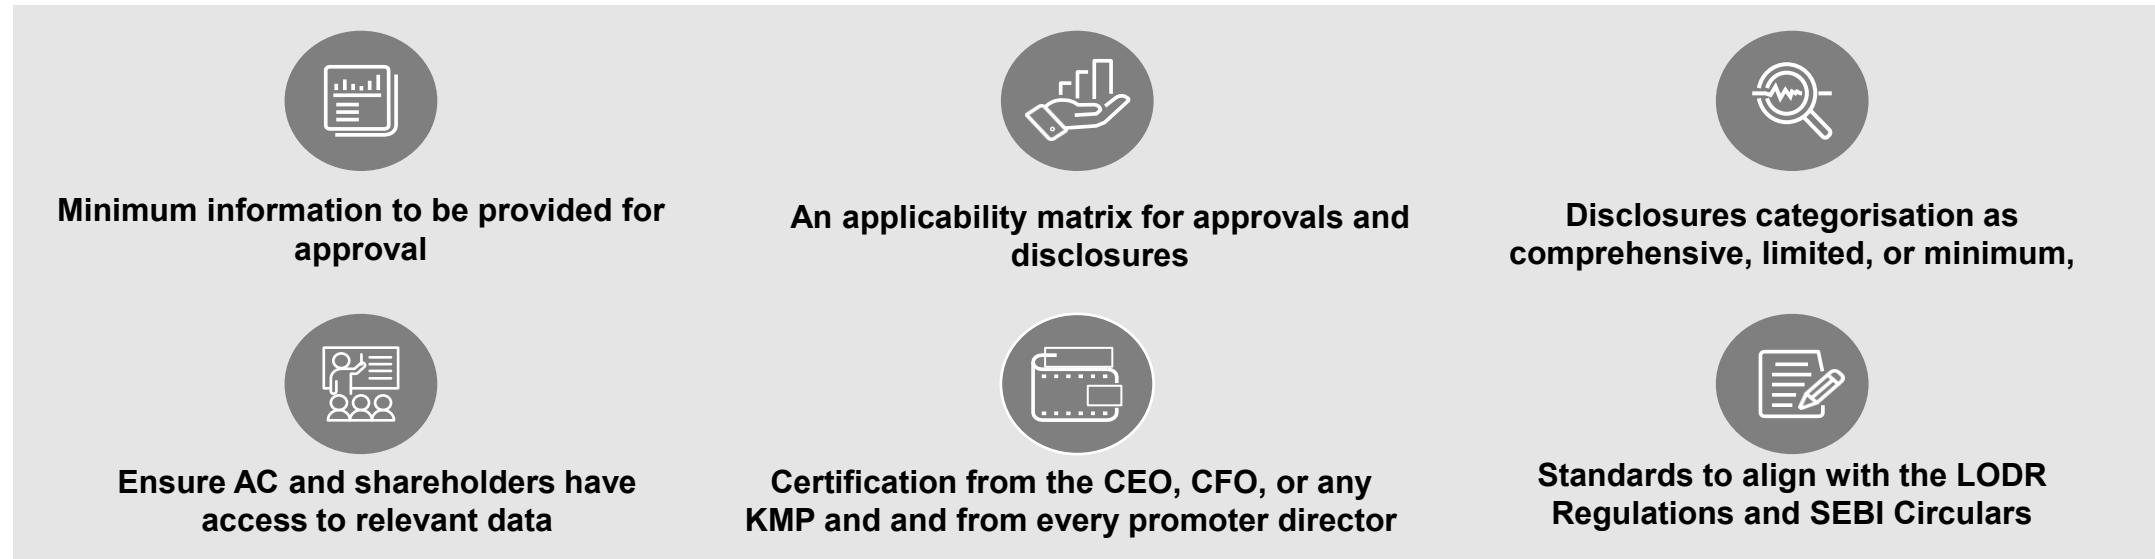 Minimum information to be provided for
approval
An applicability matrix for approvals and
disclosures
Disclosures categorisation as
comprehensive, limited, or minimum,
Ensure AC and shareholders have
access to relevant data
Certification from the CEO, CFO, or any
KMP and and from every promoter director
Standards to align with the LODR
Regulations and SEBI Circulars